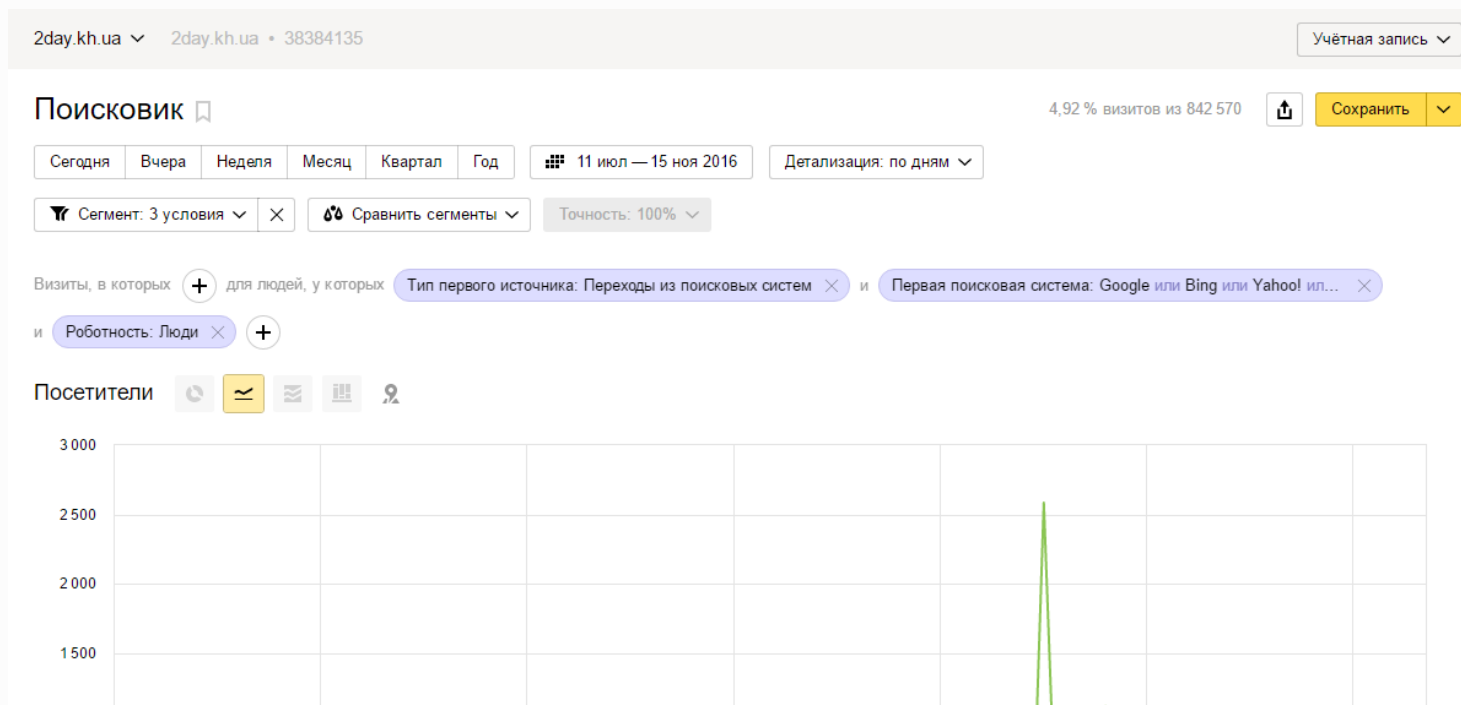 2day.kh.ua 2day.kh.ua • 38384135 Учётная запись
Поисковик 4,92 % визитов из 842 570 Сохранить
Сегодня Вчера Неделя Месяц Квартал Год 11 июл — 15 ноя 2016 Детализация: по дням
Сегмент: 3 условия Сравнить сегменты Точность: 100%
Визиты, в которых + для людей, у которых Тип первого источника: Переходы из поисковых систем и Первая поисковая система: Google или Bing или Yahoo! ил...
и Роботность: Люди +
Посетители
3 000
2 500
2 000
1 500